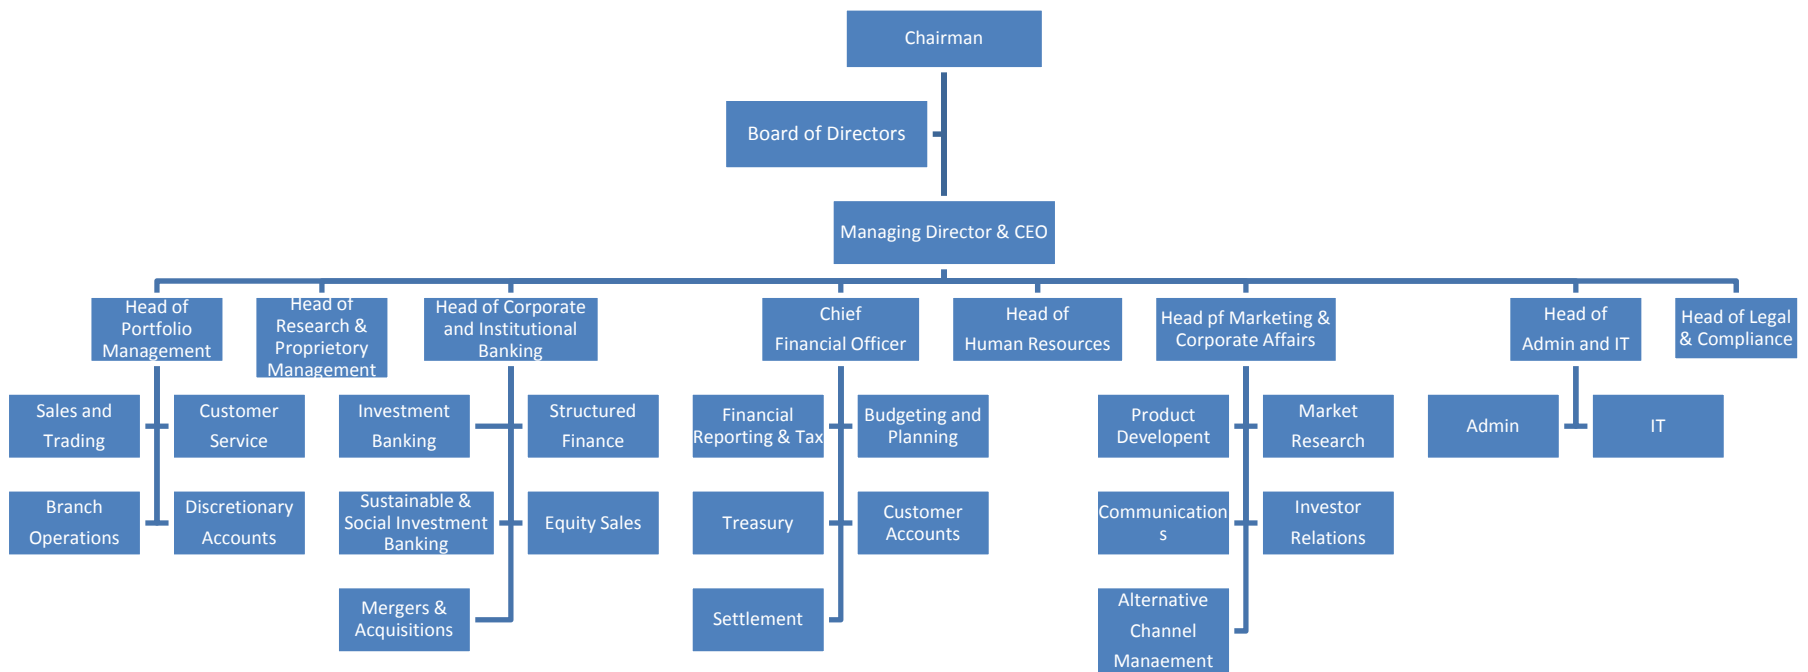 Chairman
Board of Directors
Managing Director & CEO
Head of
Portfolio
Management
Head of
Research &
Proprietory
Management
Head of Corporate
and Institutional
Banking
Chief
Financial Officer
Head of
Human Resources
Head pf Marketing &
Corporate Affairs
Head of
Admin and IT
Head of Legal
& Compliance
Sales and
Trading
Customer
Service
Investment
Banking
Structured
Finance
Financial
Reporting & Tax
Budgeting and
Planning
Product
Developent
Market
Research
Admin
IT
Branch
Operations
Discretionary
Accounts
Sustainable &
Social Investment
Banking
Equity Sales
Treasury
Customer
Accounts
Communication
s
Investor
Relations
Mergers &
Acquisitions
Settlement
Alternative
Channel
Manaement